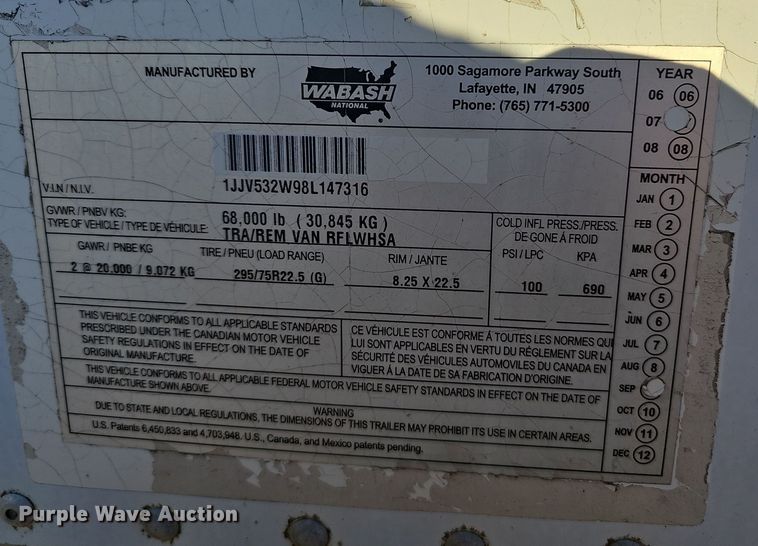 MANUFACTURED BY
WABASH
NATIONAL
1000 Sagamore Parkway South
Lafayette, IN 47905
Phone: (765) 771-5300
YEAR
06 06
07
08 08
1JJV532W98L147316
V.I.N / N.I.V.
GVWR / PNBV KG: 68,000 lb ( 30,845 KG )
TYPE OF VEHICLE / TYPE DE VÉHICULE: TRA/REM VAN RFLWHSA
GAWR / PNBE KG
TIRE / PNEU (LOAD RANGE)
RIM / JANTE
COLD INFL PRESS./PRESS.
DE GONE À FROID
PSI / LPC KPA
2 @ 20,000 / 9,072 KG 295/75R22.5 (G) 8.25 X 22.5 100 690
THIS VEHICLE CONFORMS TO ALL APPLICABLE STANDARDS
PRESCRIBED UNDER THE CANADIAN MOTOR VEHICLE
SAFETY REGULATIONS IN EFFECT ON THE DATE OF
ORIGINAL MANUFACTURE.
CE VÉHICULE EST CONFORME À TOUTES LES NORMES QUI
LUI SONT APPLICABLES EN VERTU DU RÉGLEMENT SUR LA
SÉCURITÉ DES VÉHICULES AUTOMOVILES DU CANADA EN
VIGUER À LA DATE DE SA FABRICATION D'ORIGINE.
THIS VEHICLE CONFORMS TO ALL APPLICABLE FEDERAL MOTOR VEHICLE SAFETY STANDARDS IN EFFECT ON THE DATE OF
MANUFACTURE SHOWN ABOVE.
WARNING
DUE TO STATE AND LOCAL REGULATIONS, THE DIMENSIONS OF THIS TRAILER MAY PROHIBIT ITS USE IN CERTAIN AREAS.
U.S. Patents 6,450,833 and 4,703,948. U.S., Canada, and Mexico patents pending.
MONTH
JAN 1
FEB 2
MAR 3
APR 4
MAY 5
JUN 6
JUL 7
AUG 8
SEP
OCT 10
NOV 11
DEC 12
Purple Wave Auction